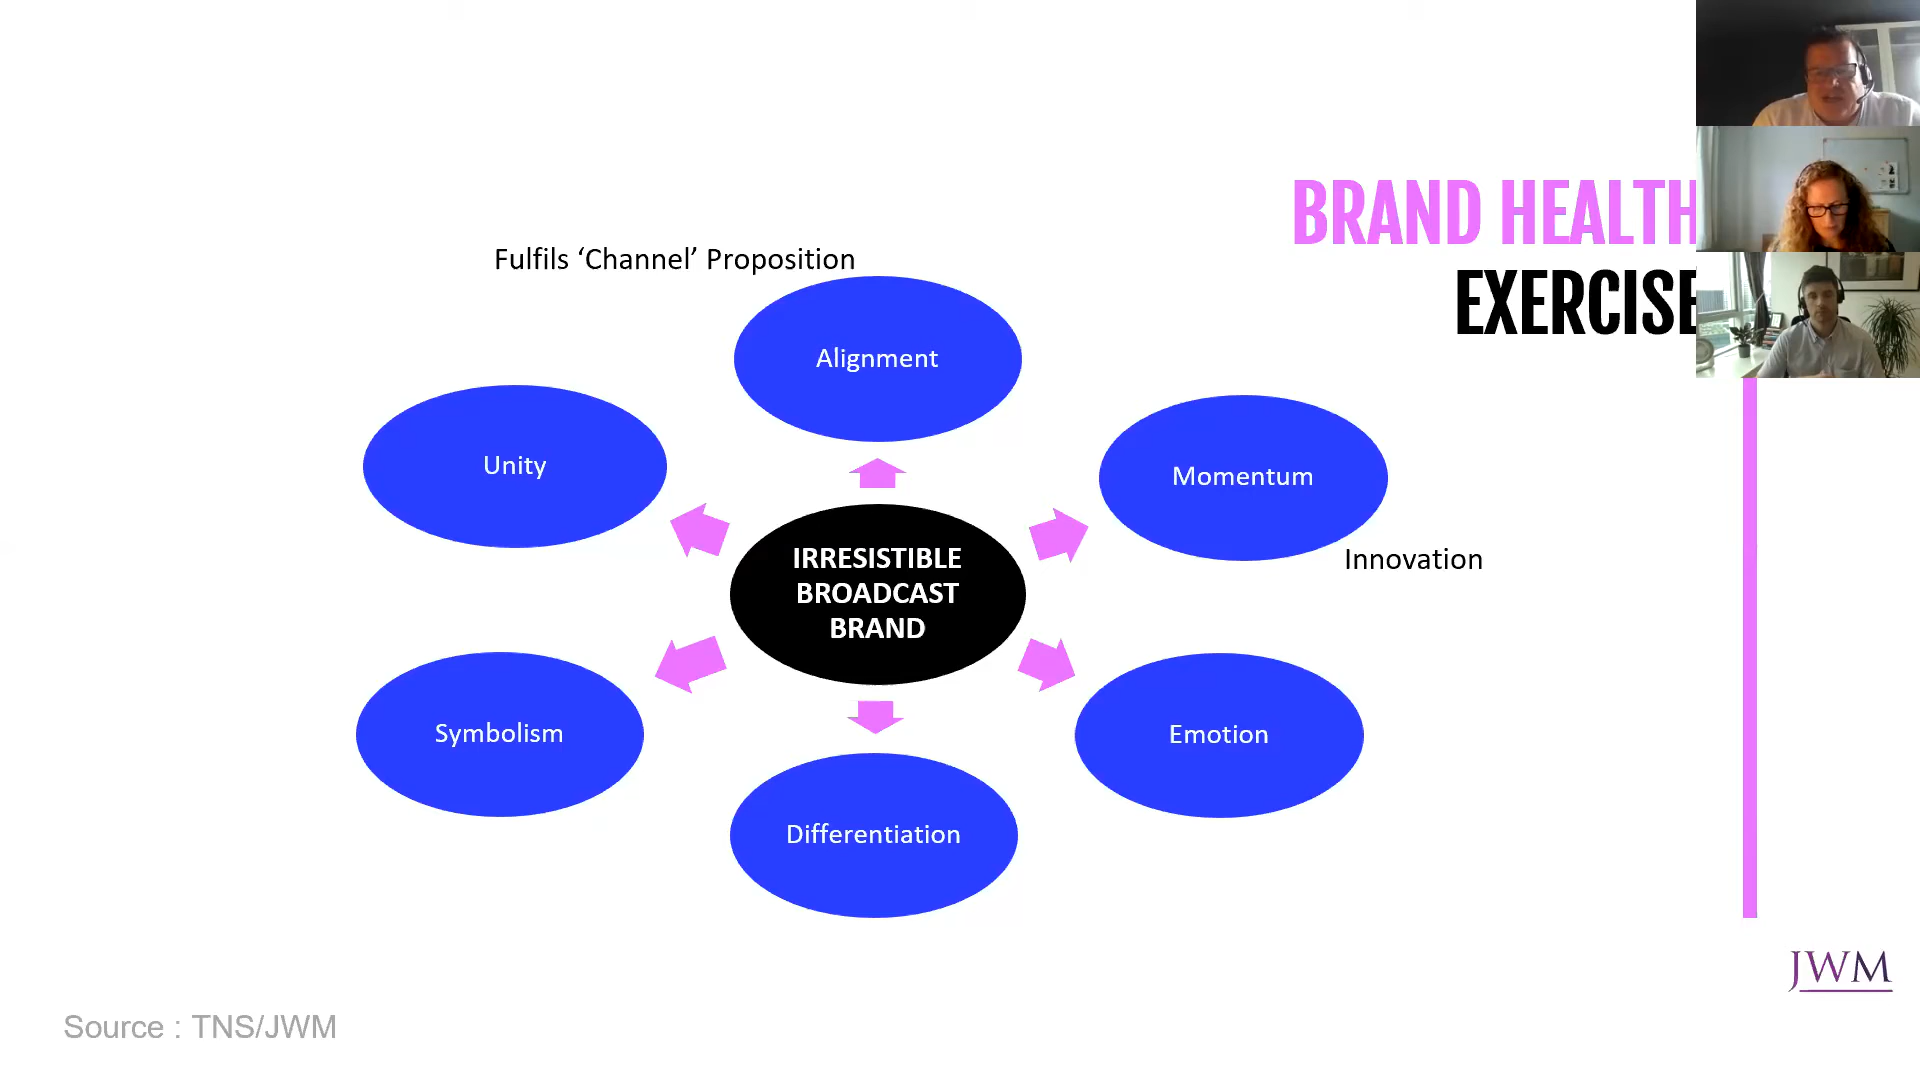 BRAND HEALTH
EXERCISE
Fulfils ‘Channel’ Proposition
Alignment
Unity
Momentum
Innovation
IRRESISTIBLE
BROADCAST
BRAND
Symbolism
Emotion
Differentiation
JWM
Source : TNS/JWM